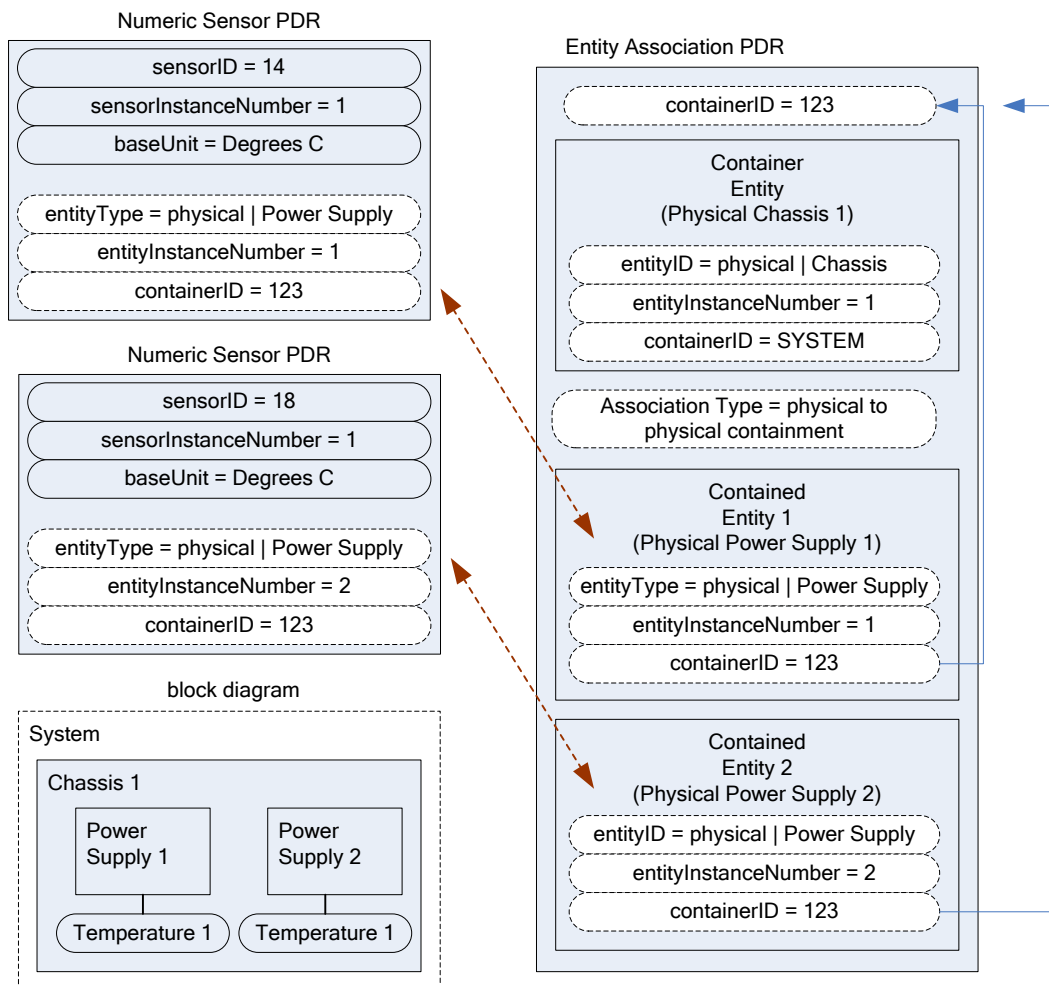 Numeric Sensor PDR
sensorID = 14
sensorInstanceNumber = 1
baseUnit = Degrees C
entityType = physical | Power Supply
entityInstanceNumber = 1
containerID = 123
Numeric Sensor PDR
sensorID = 18
sensorInstanceNumber = 1
baseUnit = Degrees C
entityType = physical | Power Supply
entityInstanceNumber = 2
containerID = 123
block diagram
System
Chassis 1
Power
Supply 1
Power
Supply 2
Temperature 1
Temperature 1
Entity Association PDR
containerID = 123
Container
Entity
(Physical Chassis 1)
entityID = physical | Chassis
entityInstanceNumber = 1
containerID = SYSTEM
Association Type = physical to
physical containment
Contained
Entity 1
(Physical Power Supply 1)
entityType = physical | Power Supply
entityInstanceNumber = 1
containerID = 123
Contained
Entity 2
(Physical Power Supply 2)
entityID = physical | Power Supply
entityInstanceNumber = 2
containerID = 123